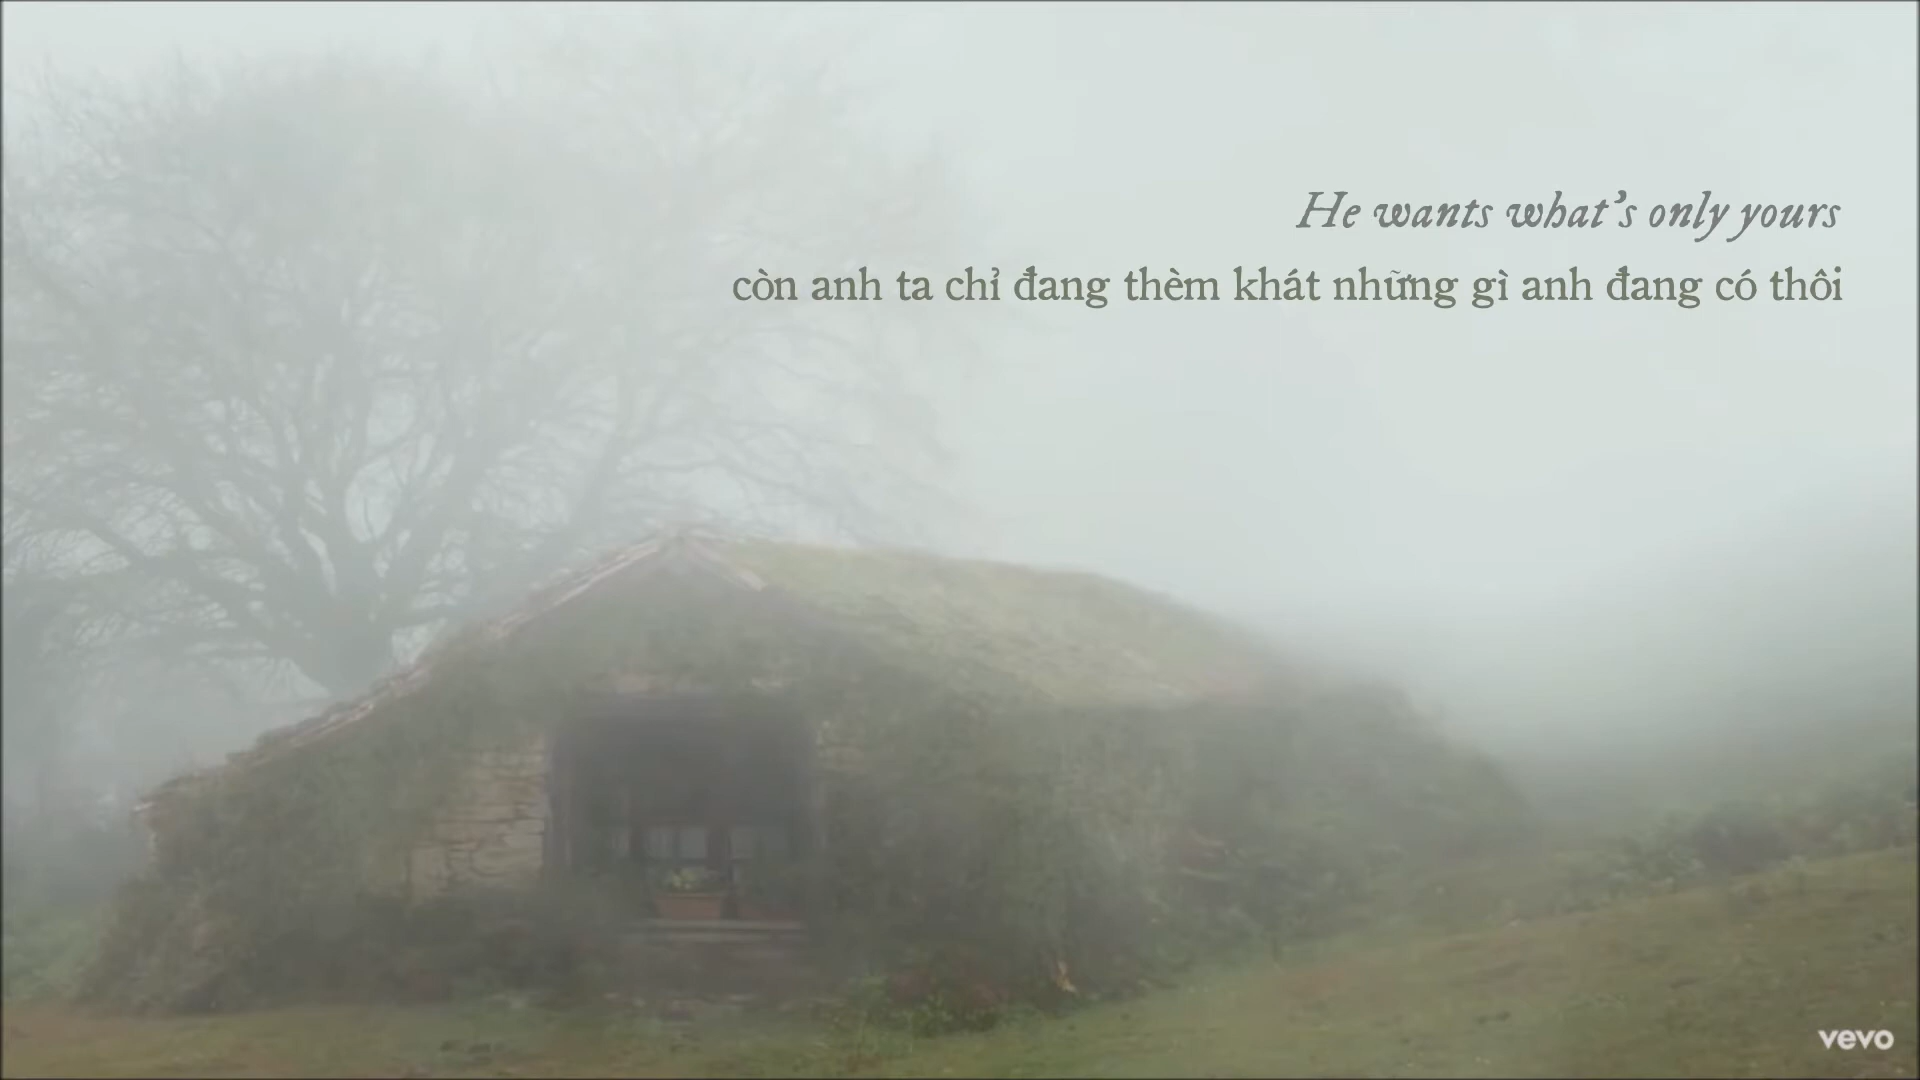 He wants what's only yours
còn anh ta chỉ đang thèm khát những gì anh đang có thôi
vevo